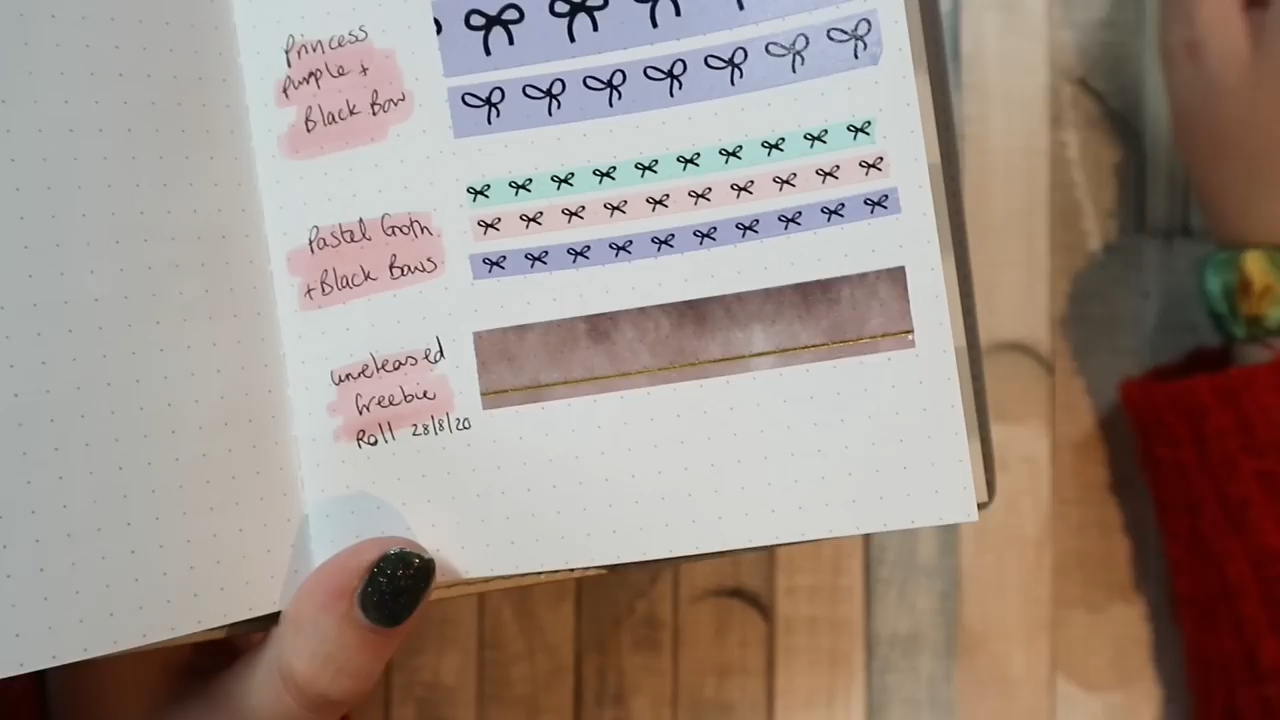 Princess
Purple +
Black Bow
Pastel Goth
+Black Bows
unreleased
freebie
Roll 28/8/20